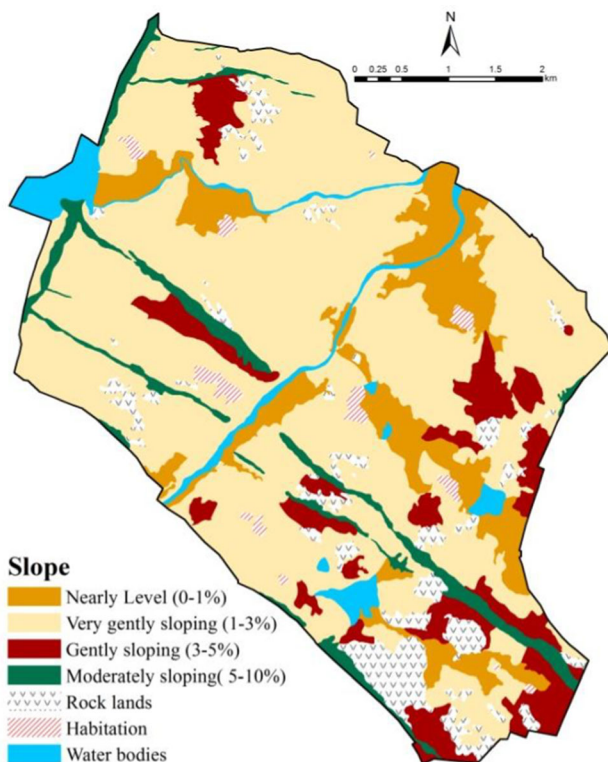 N
0 0.25 0.5 1 1.5 2
km
Slope
Nearly Level (0-1%)
Very gently sloping (1-3%)
Gently sloping (3-5%)
Moderately sloping( 5-10%)
Rock lands
Habitation
Water bodies